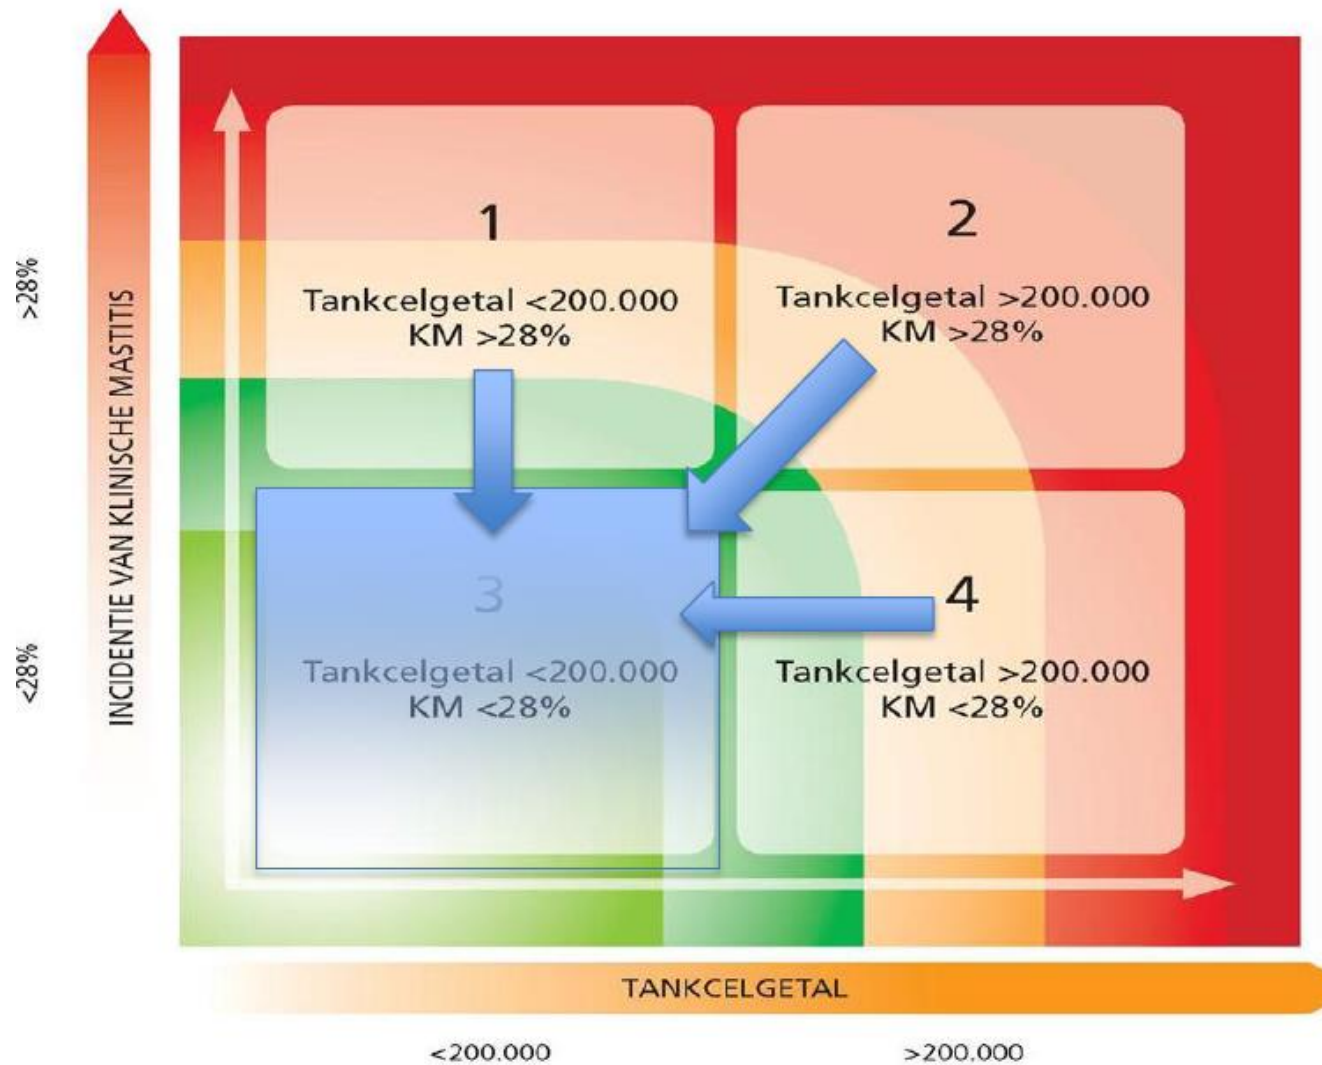 >28%
<28%
INCIDENTIE VAN KLINISCHE MASTITIS
1
Tankcelgetal <200.000
KM >28%
2
Tankcelgetal >200.000
KM >28%
3
Tankcelgetal <200.000
KM <28%
4
Tankcelgetal >200.000
KM <28%
TANKCELGETAL
<200.000
>200.000